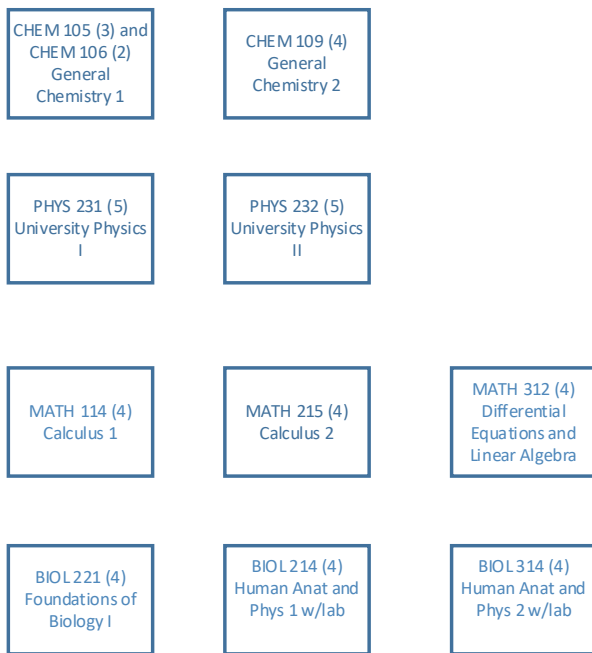 CHEM 105 (3) and
CHEM 106 (2)
General
Chemistry 1
CHEM 109 (4)
General
Chemistry 2
PHYS 231 (5)
University Physics
I
PHYS 232 (5)
University Physics
II
MATH 114 (4)
Calculus 1
MATH 215 (4)
Calculus 2
MATH 312 (4)
Differential
Equations and
Linear Algebra
BIOL 221 (4)
Foundations of
Biology I
BIOL 214 (4)
Human Anat and
Phys 1 w/lab
BIOL 314 (4)
Human Anat and
Phys 2 w/lab